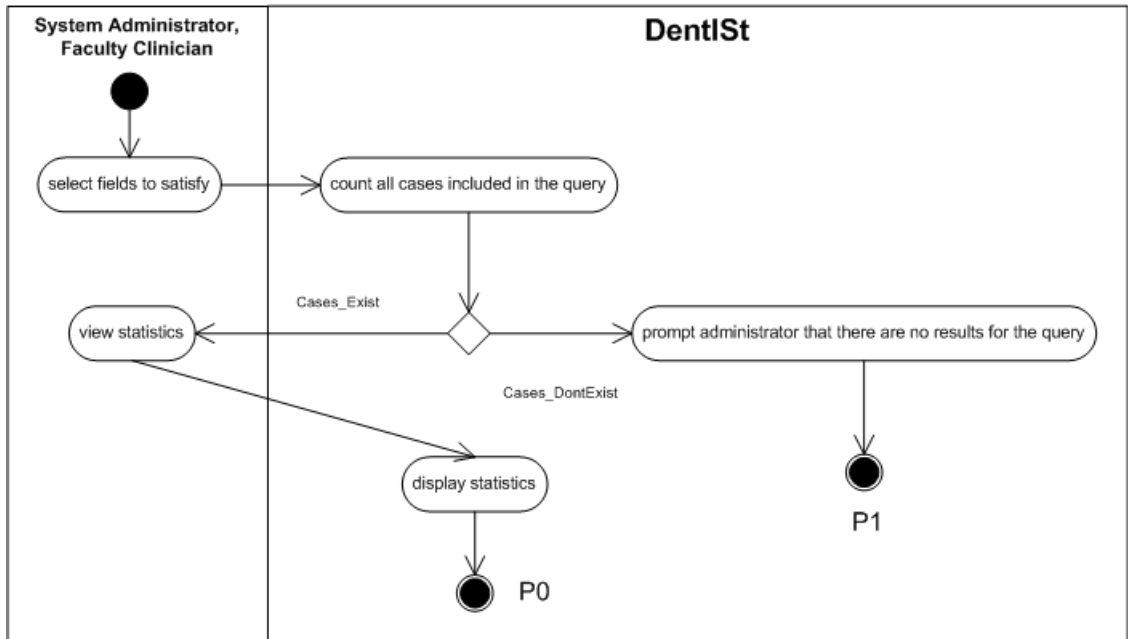 System Administrator,
Faculty Clinician
DentISt
select fields to satisfy
count all cases included in the query
Cases_Exist
view statistics
prompt administrator that there are no results for the query
Cases_DontExist
display statistics
P1
P0